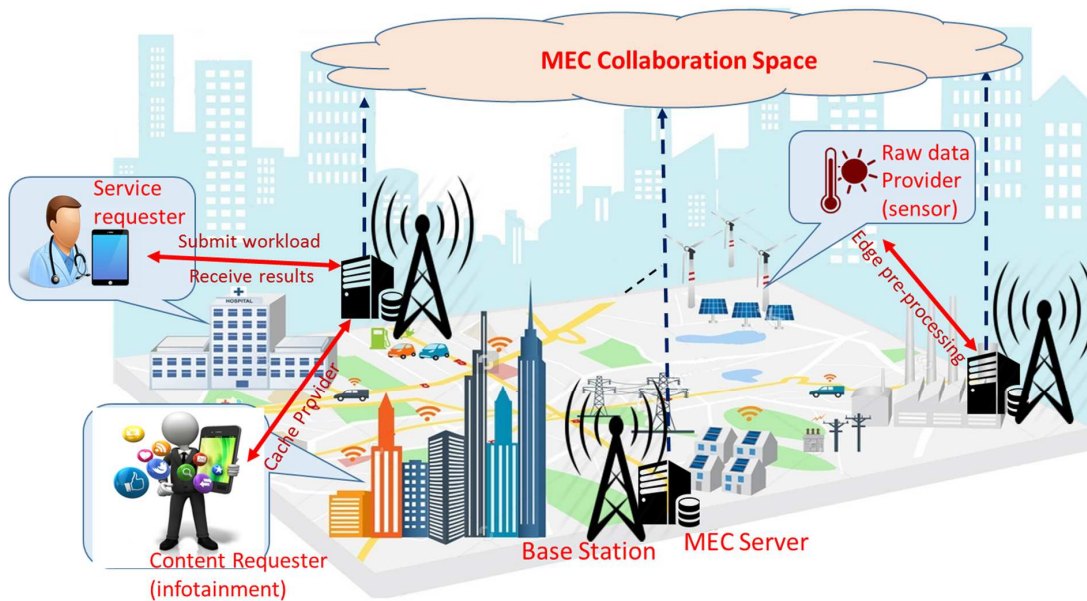 MEC Collaboration Space
Raw data
Provider
(sensor)
Service
requester
Submit workload
Receive results
Edge pre-processing
HOSPITAL
Cache Provider
Base Station
MEC Server
Content Requester
(infotainment)